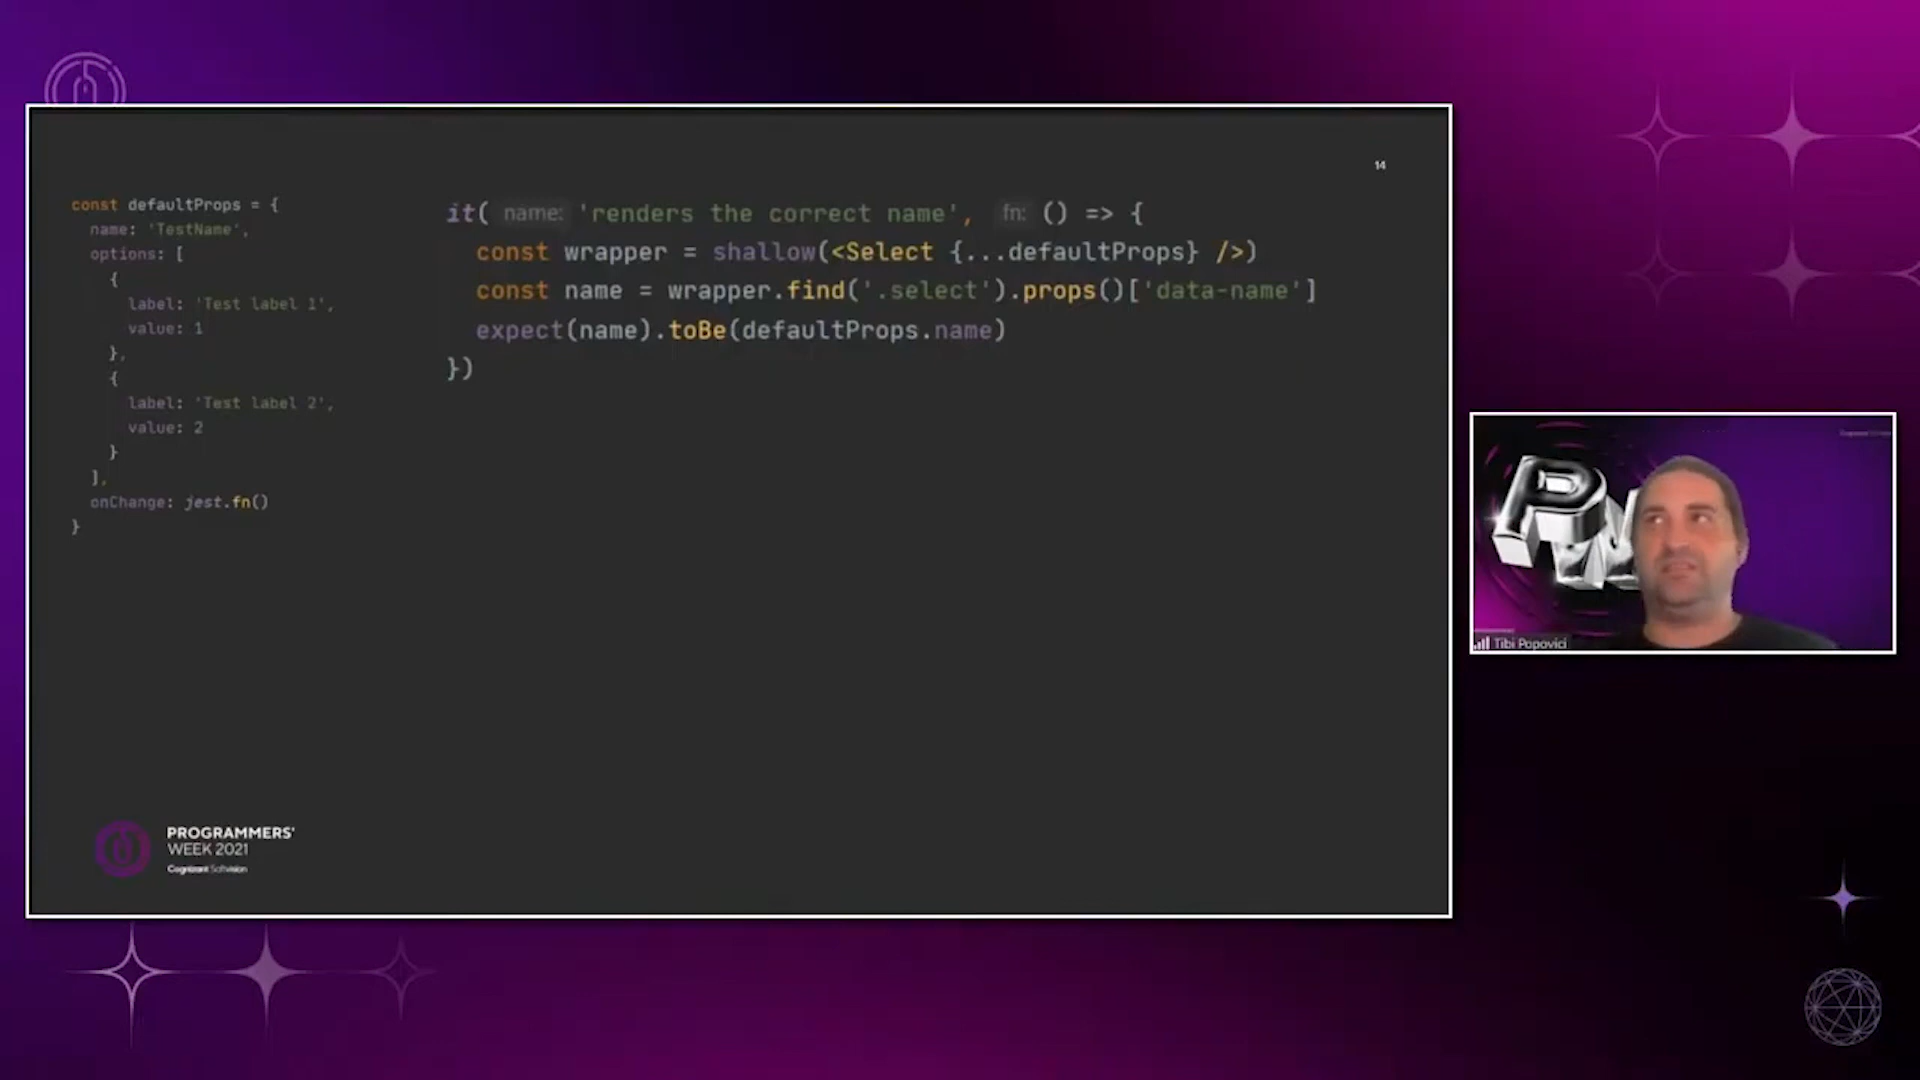 14
const defaultProps = {
name: 'TestName',
options: [
{
label: 'Test label 1',
value: 1
},
{
label: 'Test label 2',
value: 2
}
],
onChange: jest.fn()
}
it( name: 'renders the correct name', fn: () => {
const wrapper = shallow(<Select {...defaultProps} />)
const name = wrapper.find('.select').props()['data-name']
expect(name).toBe(defaultProps.name)
})
PROGRAMMERS'
WEEK 2021
Cognizant Softvision
Tibi Popovici